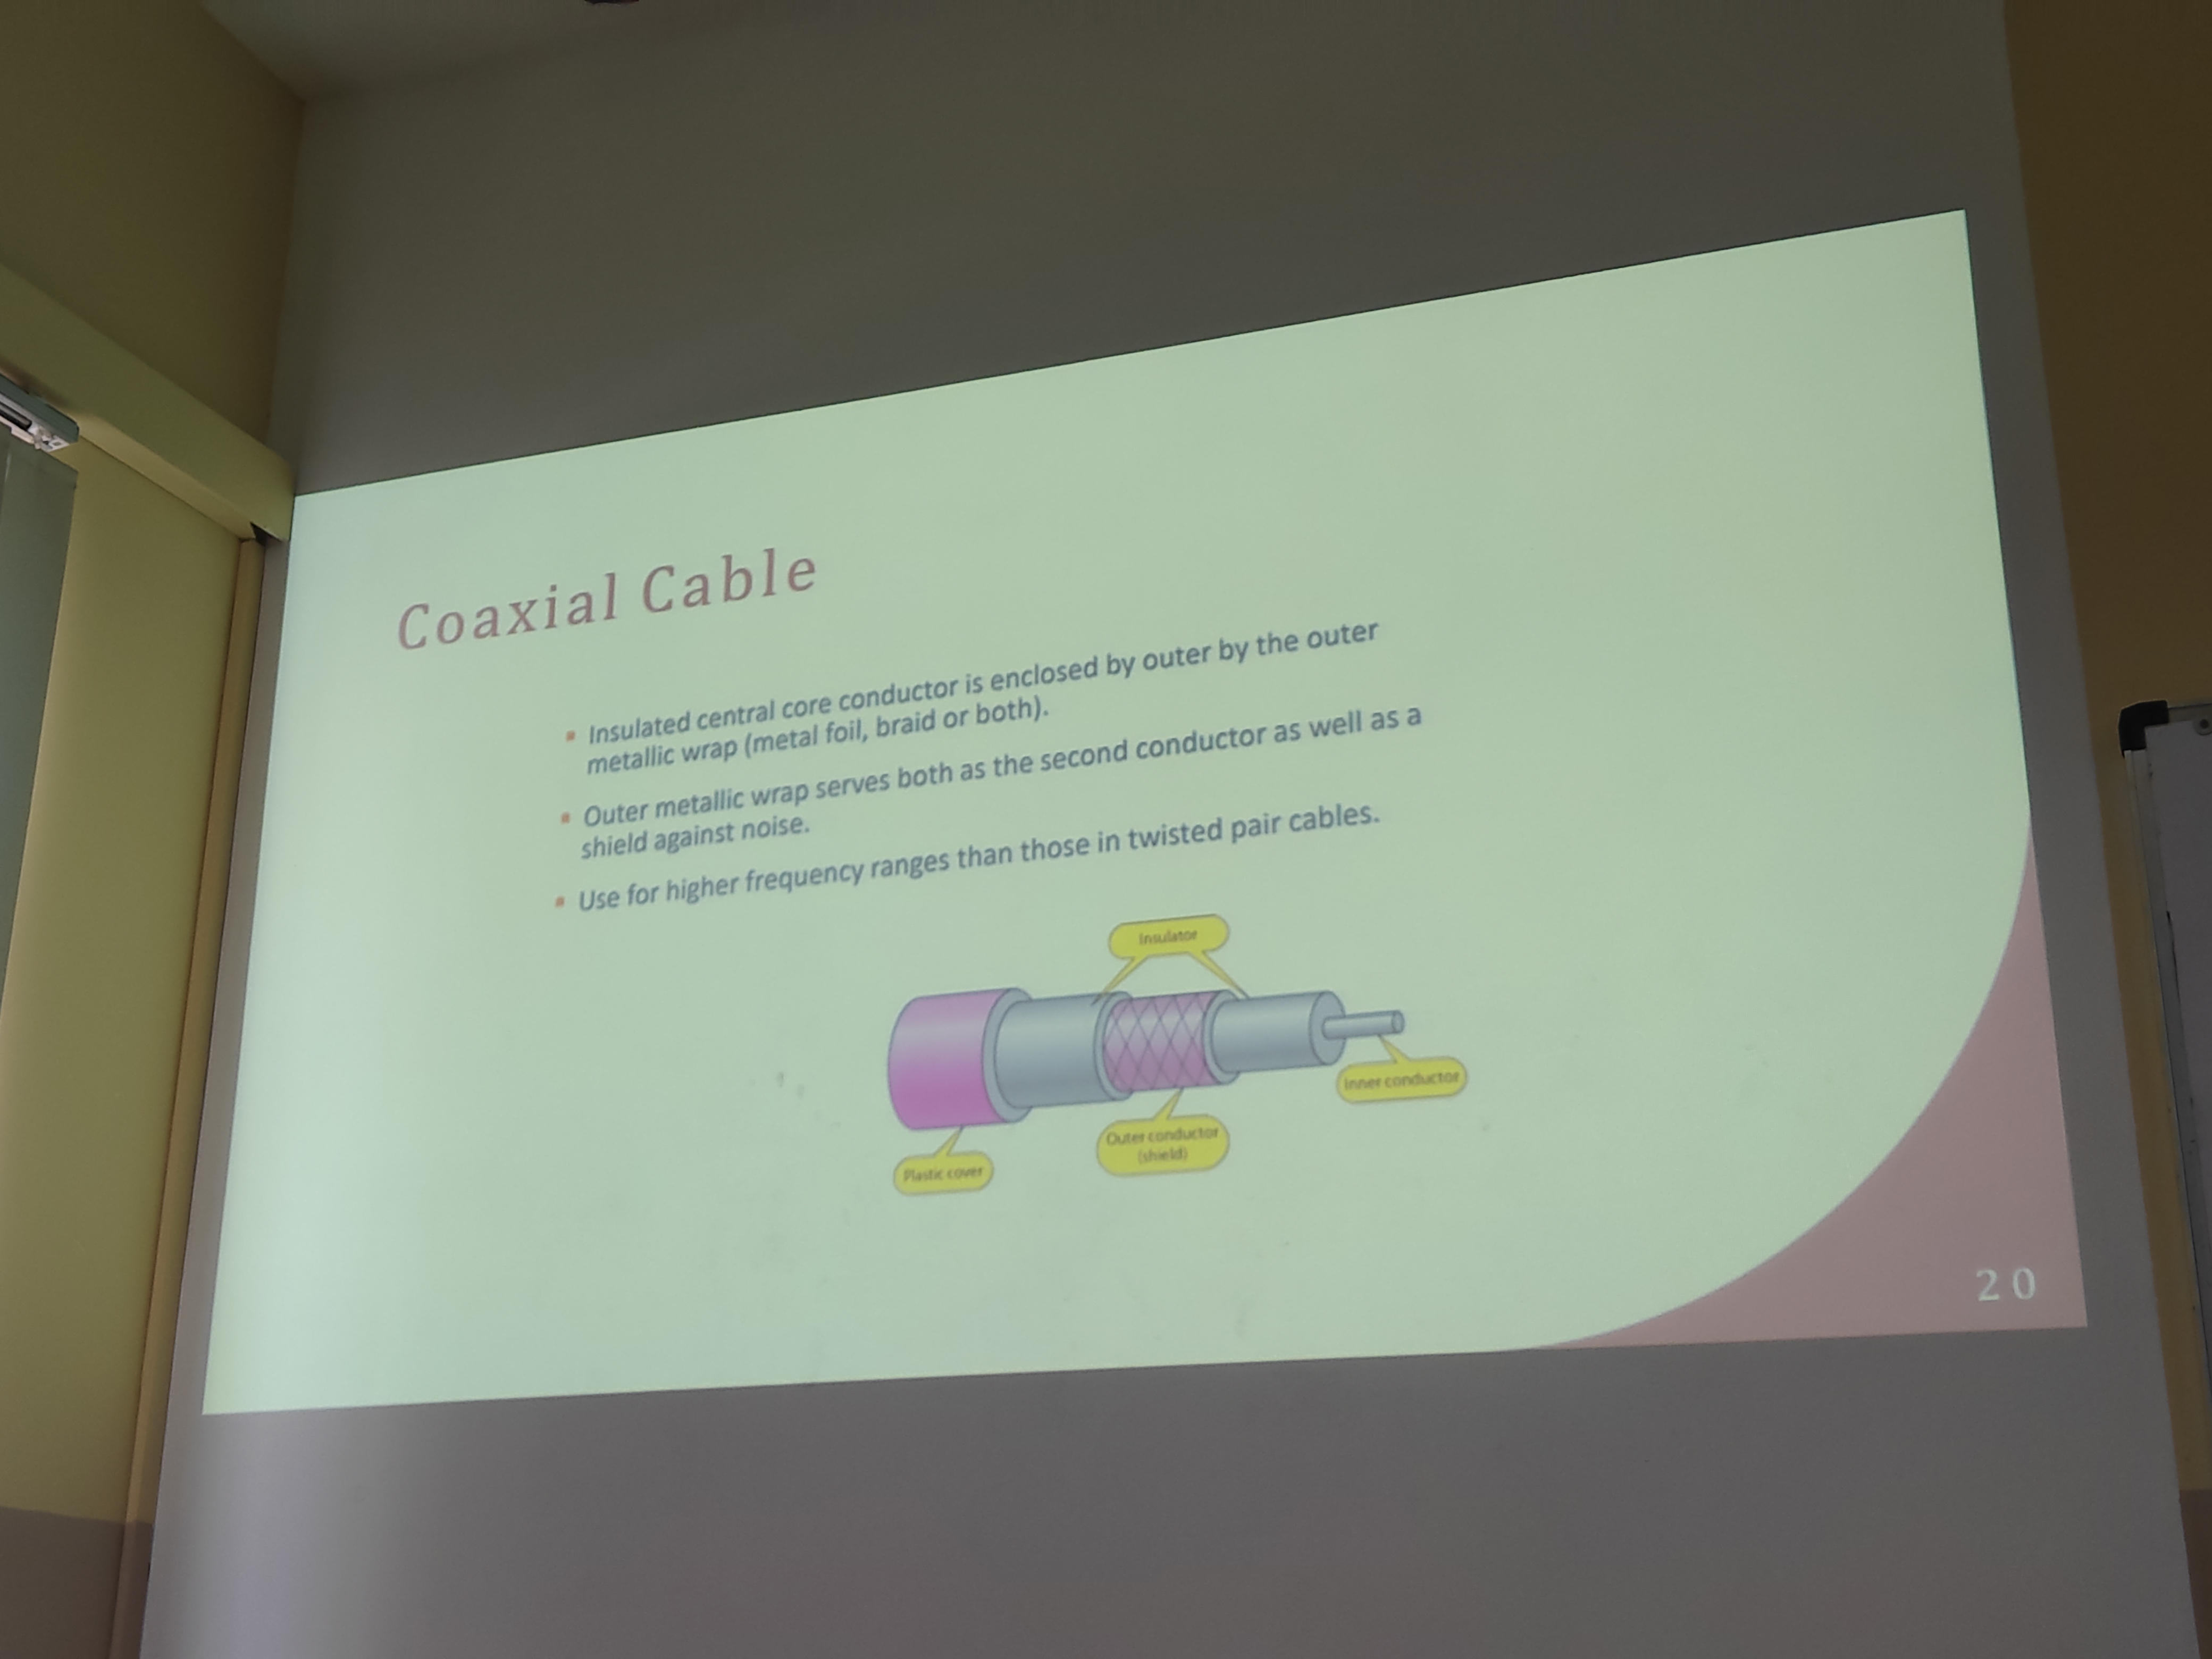 Coaxial Cable
Insulated central core conductor is enclosed by outer by the outer
metallic wrap (metal foil, braid or both).
Outer metallic wrap serves both as the second conductor as well as a
shield against noise.
Use for higher frequency ranges than those in twisted pair cables.
Insulator
Inner conductor
Outer conductor
(shield)
Plastic cover
20